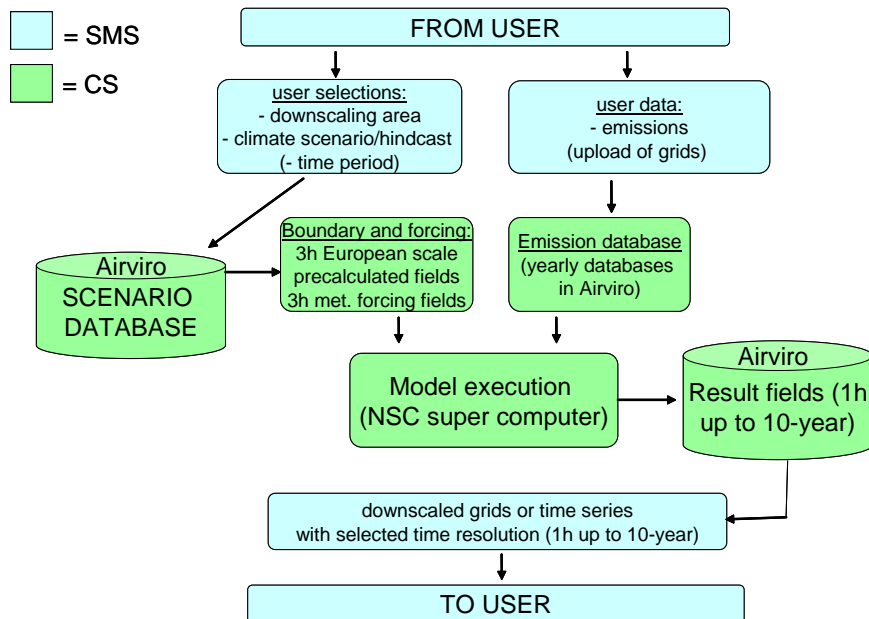 = SMS
= CS
FROM USER
user selections:
- downscaling area
- climate scenario/hindcast
(- time period)
user data:
- emissions
(upload of grids)
Airviro
SCENARIO
DATABASE
Boundary and forcing:
3h European scale
precalculated fields
3h met. forcing fields
Emission database
(yearly databases
in Airviro)
Model execution
(NSC super computer)
Airviro
Result fields (1h
up to 10-year)
downscaled grids or time series
with selected time resolution (1h up to 10-year)
TO USER